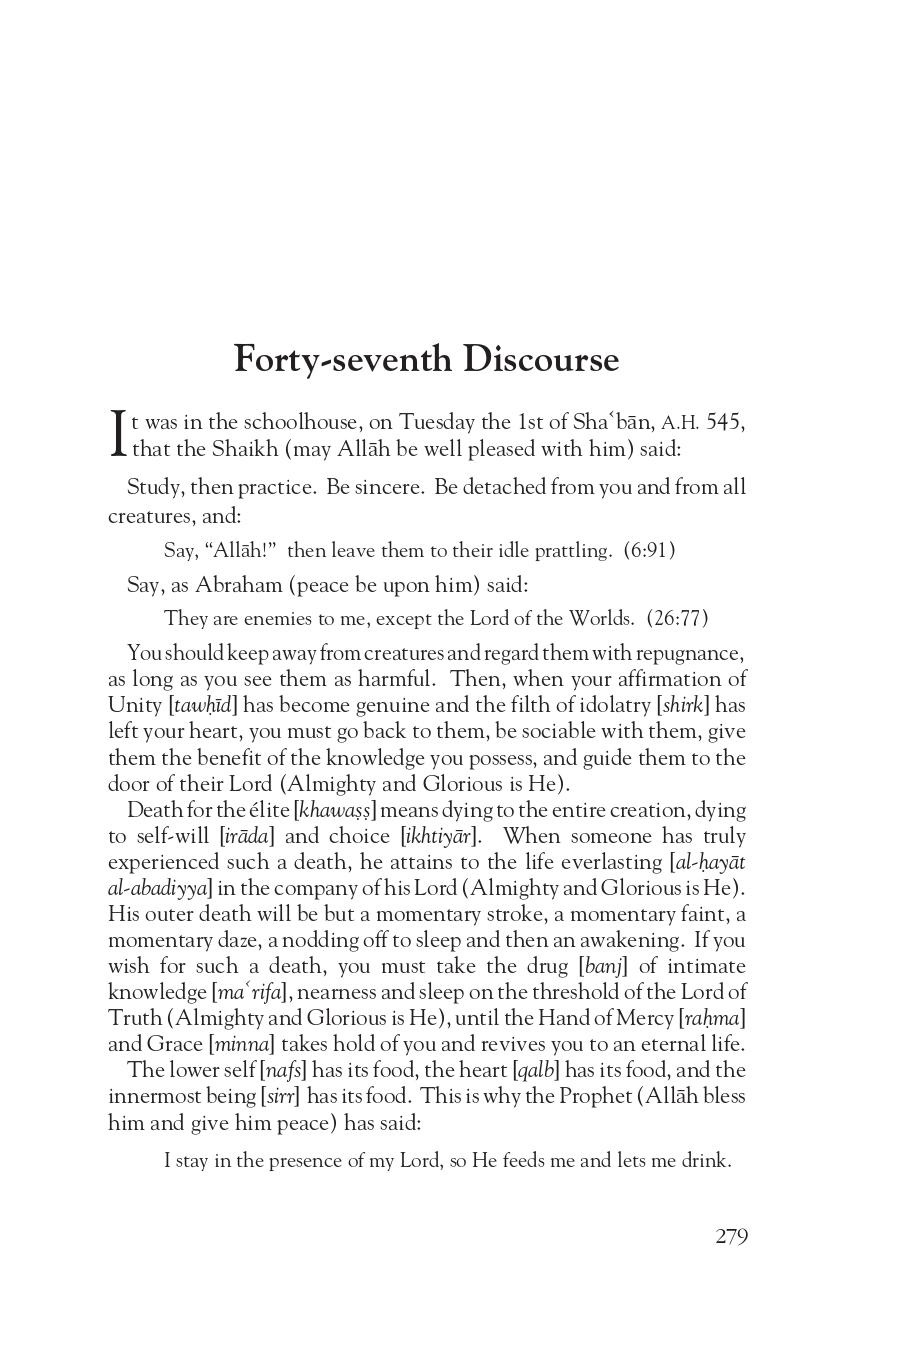 Forty-seventh Discourse
It was in the schoolhouse, on Tuesday the 1st of Shaʿbān, A.H. 545,
that the Shaikh (may Allāh be well pleased with him) said:
Study, then practice. Be sincere. Be detached from you and from all
creatures, and:
Say, “Allāh!” then leave them to their idle prattling. (6:91)
Say, as Abraham (peace be upon him) said:
They are enemies to me, except the Lord of the Worlds. (26:77)
You should keep away from creatures and regard them with repugnance,
as long as you see them as harmful. Then, when your affirmation of
Unity [tawḥīd] has become genuine and the filth of idolatry [shirk] has
left your heart, you must go back to them, be sociable with them, give
them the benefit of the knowledge you possess, and guide them to the
door of their Lord (Almighty and Glorious is He).
Death for the élite [khawaṣṣ] means dying to the entire creation, dying
to self-will [irāda] and choice [ikhtiyār]. When someone has truly
experienced such a death, he attains to the life everlasting [al-ḥayāt
al-abadiyya] in the company of his Lord (Almighty and Glorious is He).
His outer death will be but a momentary stroke, a momentary faint, a
momentary daze, a nodding off to sleep and then an awakening. If you
wish for such a death, you must take the drug [banj] of intimate
knowledge [maʿrifa], nearness and sleep on the threshold of the Lord of
Truth (Almighty and Glorious is He), until the Hand of Mercy [raḥma]
and Grace [minna] takes hold of you and revives you to an eternal life.
The lower self [nafs] has its food, the heart [qalb] has its food, and the
innermost being [sirr] has its food. This is why the Prophet (Allāh bless
him and give him peace) has said:
I stay in the presence of my Lord, so He feeds me and lets me drink.
279